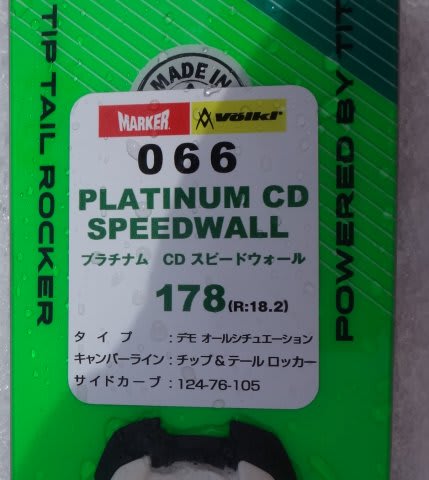 MADE IN
MARKER Völkl
066
PLATINUM CD
SPEEDWALL
プラチナム CD スピードウォール
178(R:18.2)
タイプ : デモ オールシチュエーション
キャンバーライン : チップ & テール ロッカー
サイドカーブ : 124-76-105
TIP TAIL ROCKER
POWERED BY TIT